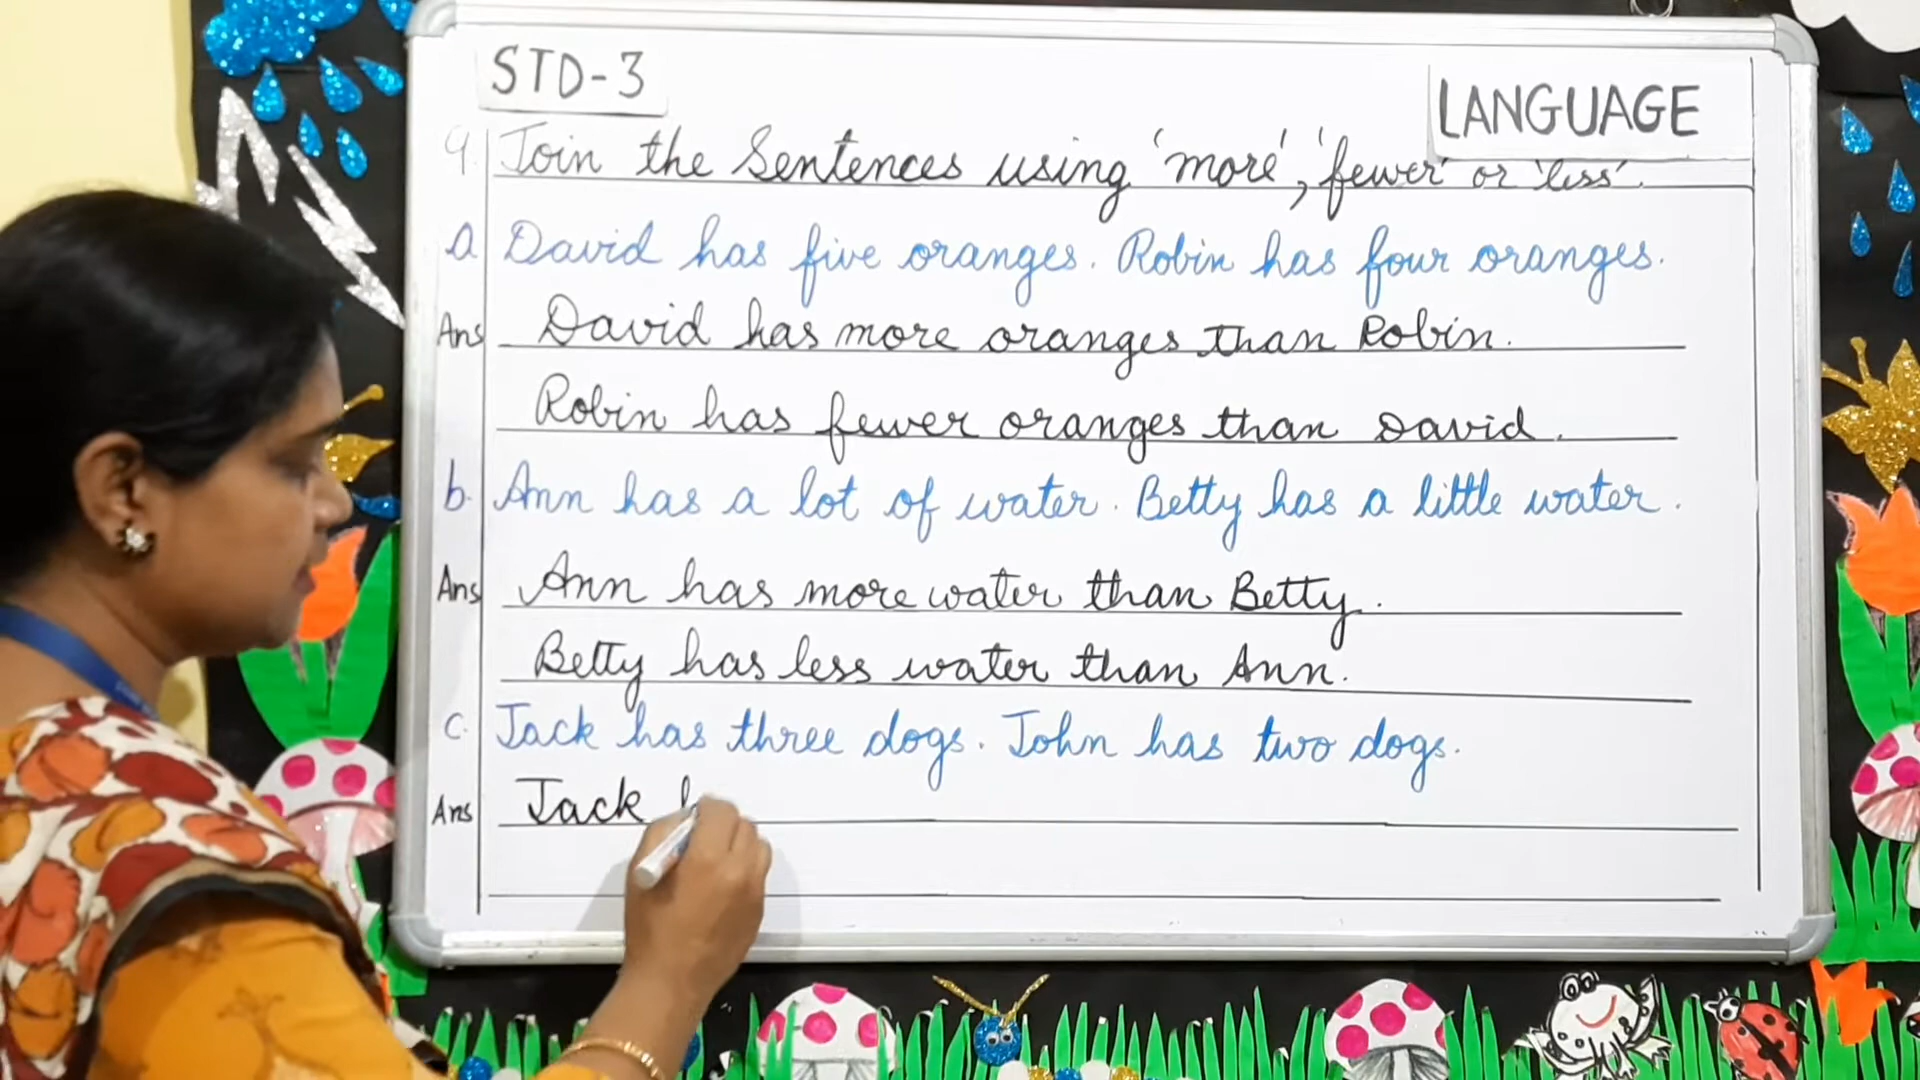 STD-3
LANGUAGE
9. Join the Sentences using 'more', 'fewer' or 'less'.
a. David has five oranges. Robin has four oranges.
Ans David has more oranges than Robin.
Robin has fewer oranges than David.
b. Ann has a lot of water. Betty has a little water.
Ans Ann has more water than Betty.
Betty has less water than Ann.
c. Jack has three dogs. John has two dogs.
Ans Jack h